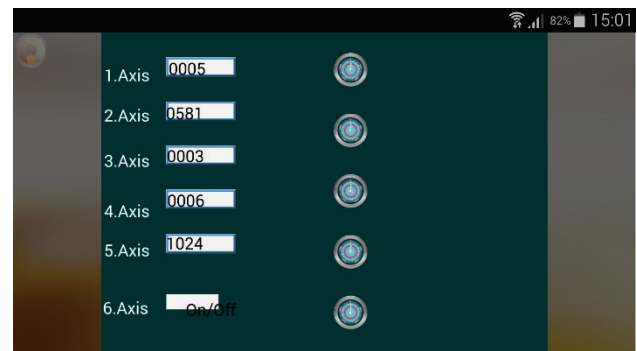 82% 15:01
1.Axis 0005
2.Axis 0581
3.Axis 0003
4.Axis 0006
5.Axis 1024
6.Axis On/Off